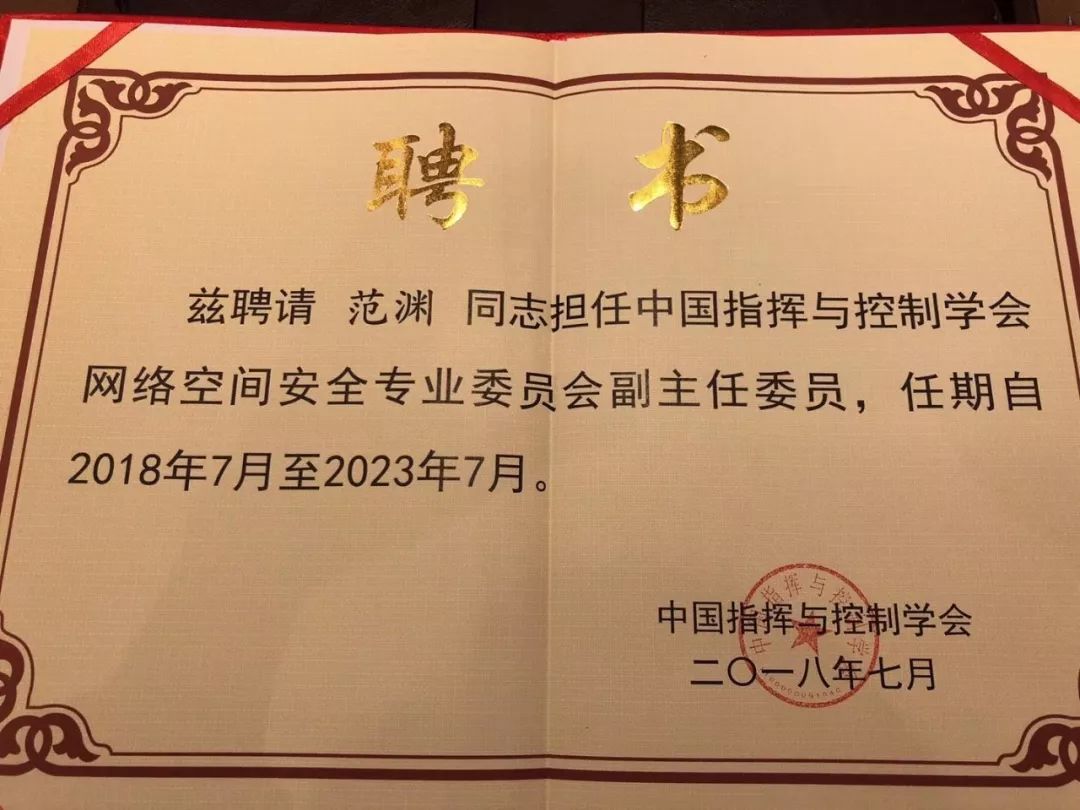 聘书
兹聘请 范渊 同志担任中国指挥与控制学会
网络空间安全专业委员会副主任委员，任期自
2018年7月至2023年7月。
中国指挥与控制学会
二〇一八年七月